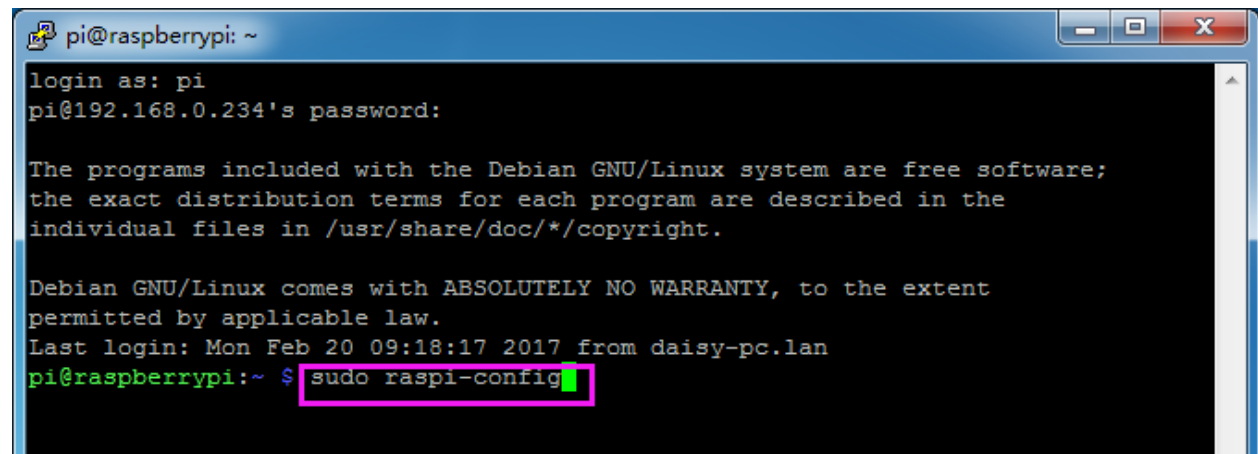 pi@raspberrypi: ~
login as: pi
pi@192.168.0.234's password:
The programs included with the Debian GNU/Linux system are free software;
the exact distribution terms for each program are described in the
individual files in /usr/share/doc/*/copyright.
Debian GNU/Linux comes with ABSOLUTELY NO WARRANTY, to the extent
permitted by applicable law.
Last login: Mon Feb 20 09:18:17 2017 from daisy-pc.lan
pi@raspberrypi:~ $ sudo raspi-config